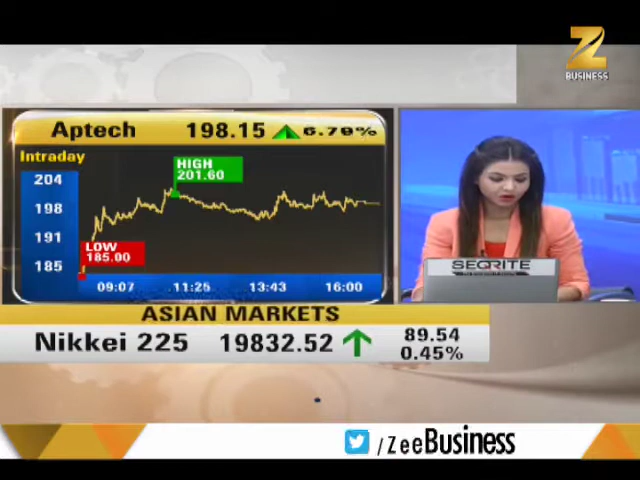 Z
BUSINESS
Aptech 198.15 6.79%
Intraday
204
198
191
185
HIGH
201.60
LOW
185.00
09:07 11:25 13:43 16:00
SEQRITE
ASIAN MARKETS
Nikkei 225 19832.52 89.54
0.45%
/ZeeBusiness